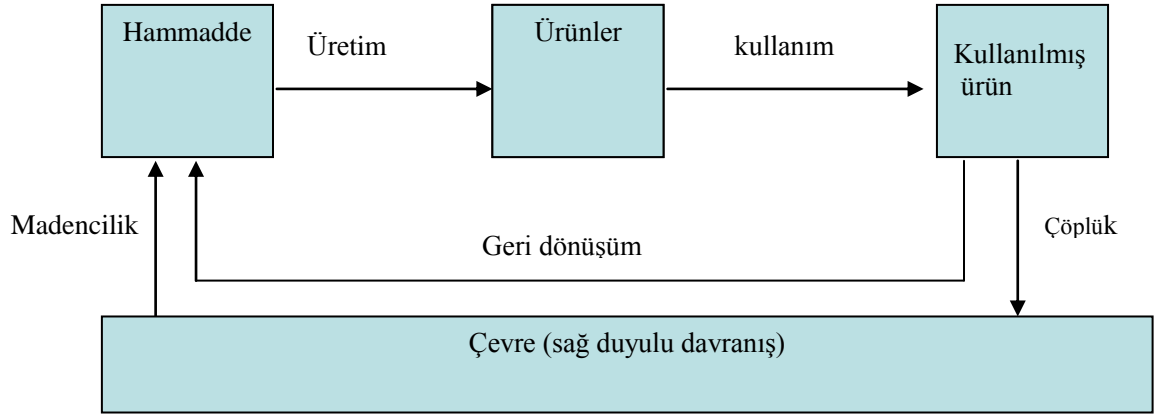 Hammadde
Üretim
Ürünler
kullanım
Kullanılmış
ürün
Madencilik
Geri dönüşüm
Çöplük
Çevre (sağ duyulu davranış)